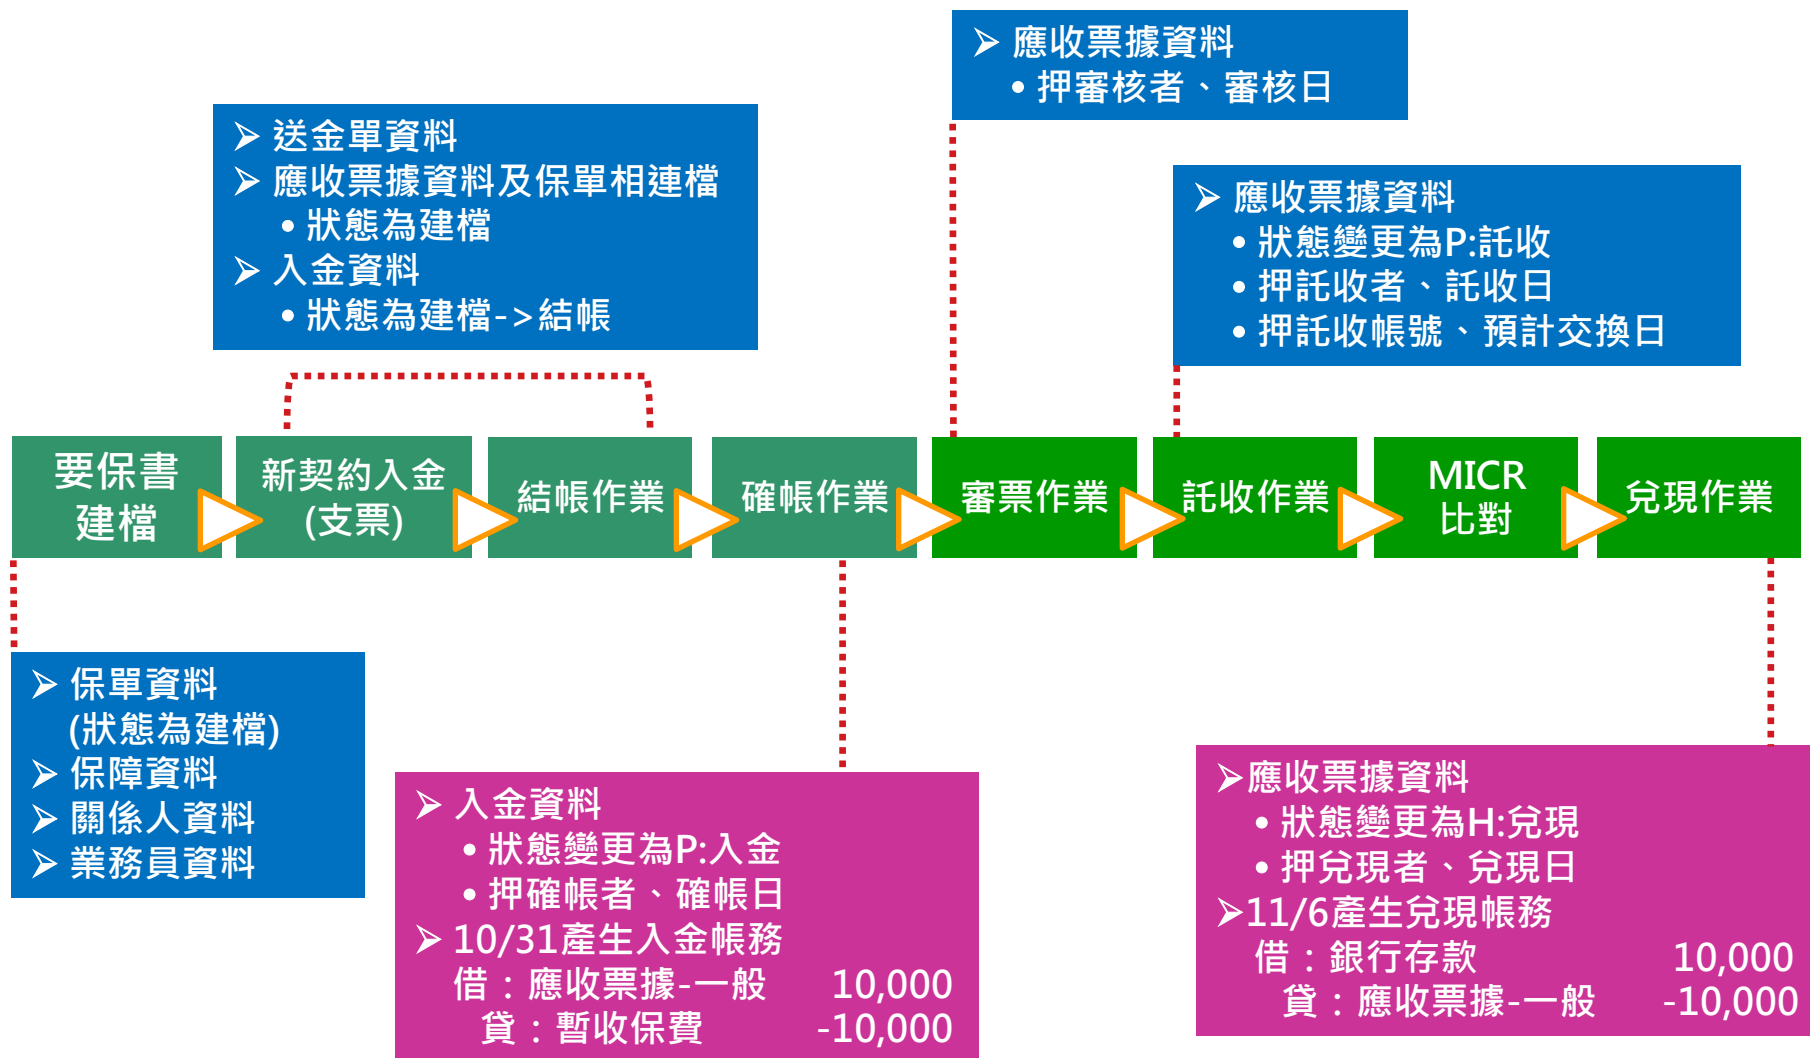 應收票據資料
• 押審核者、審核日
送金單資料
應收票據資料及保單相連檔
• 狀態為建檔
入金資料
• 狀態為建檔->結帳
應收票據資料
• 狀態變更為P:託收
• 押託收者、託收日
• 押託收帳號、預計交換日
要保書
建檔
新契約入金
(支票)
結帳作業
確帳作業
審票作業
託收作業
MICR
比對
兌現作業
保單資料
(狀態為建檔)
保障資料
關係人資料
業務員資料
入金資料
• 狀態變更為P:入金
• 押確帳者、確帳日
10/31產生入金帳務
借：應收票據-一般 10,000
貸：暫收保費 -10,000
應收票據資料
• 狀態變更為H:兌現
• 押兌現者、兌現日
11/6產生兌現帳務
借：銀行存款 10,000
貸：應收票據-一般 -10,000